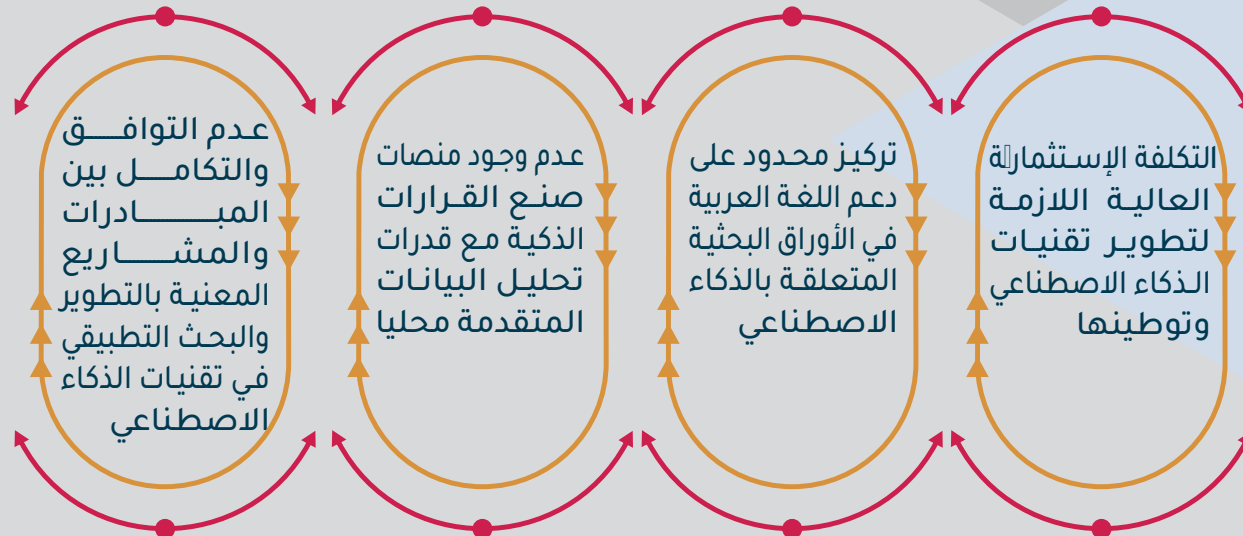 التكلفة الإستثمارية
العالية اللازمة
لتطوير تقنيات
الذكاء الاصطناعي
وتوطينها
تركيز محدود على
دعم اللغة العربية
في الأوراق البحثية
المتعلقة بالذكاء
الاصطناعي
عدم وجود منصات
صنع القرارات
الذكية مع قدرات
تحليل البيانات
المتقدمة محليا
عدم التوافق
والتكامل بين
المبادرات
والمشاريع
المعنية بالتطوير
والبحث التطبيقي
في تقنيات الذكاء
الاصطناعي